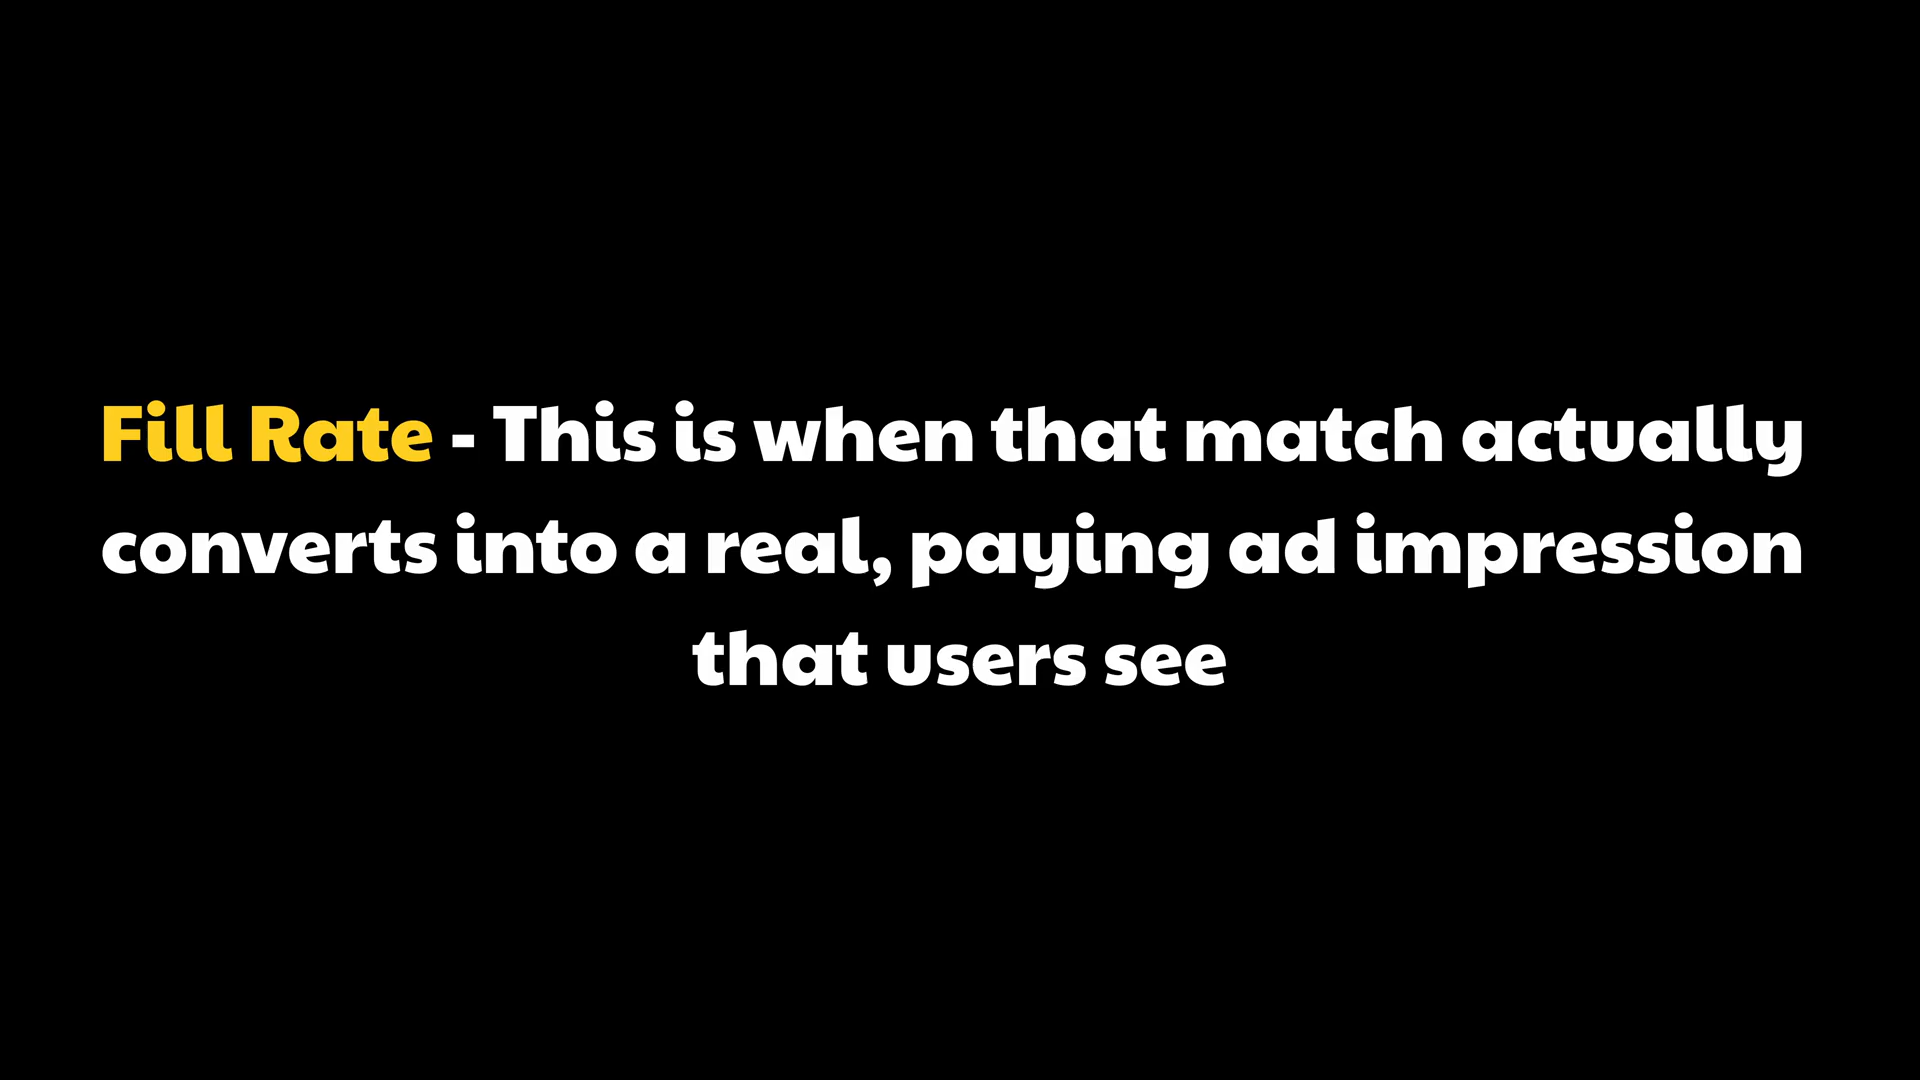 Fill Rate - This is when that match actually
converts into a real, paying ad impression
that users see